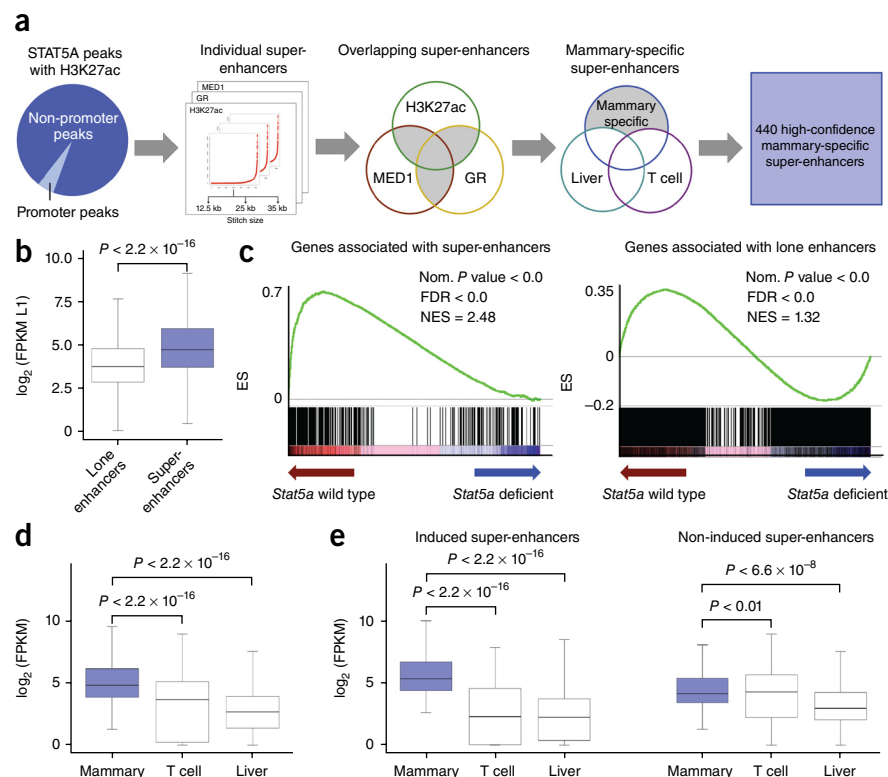 a
STAT5A peaks
with H3K27ac
Non-promoter
peaks
Promoter peaks
Individual super-
enhancers
MED1
GR
H3K27ac
12.5 kb
25 kb
35 kb
Stitch size
Overlapping super-enhancers
H3K27ac
MED1
GR
Mammary-specific
super-enhancers
Mammary
specific
Liver
T cell
440 high-confidence
mammary-specific
super-enhancers
b
P < 2.2 × 10–16
log2 (FPKM L1)
10.0
7.5
5.0
2.5
0
Lone
enhancers
Super-
enhancers
c
Genes associated with super-enhancers
Nom. P value < 0.0
FDR < 0.0
NES = 2.48
0.7
0
ES
Stat5a wild type
Stat5a deficient
Genes associated with lone enhancers
Nom. P value < 0.0
FDR < 0.0
NES = 1.32
0.35
0
–0.2
ES
Stat5a wild type
Stat5a deficient
d
P < 2.2 × 10–16
P < 2.2 × 10–16
log2 (FPKM)
10
5
0
Mammary
T cell
Liver
e
Induced super-enhancers
P < 2.2 × 10–16
P < 2.2 × 10–16
log2 (FPKM)
10
5
0
Mammary
T cell
Liver
Non-induced super-enhancers
P < 6.6 × 10–8
P < 0.01
Mammary
T cell
Liver